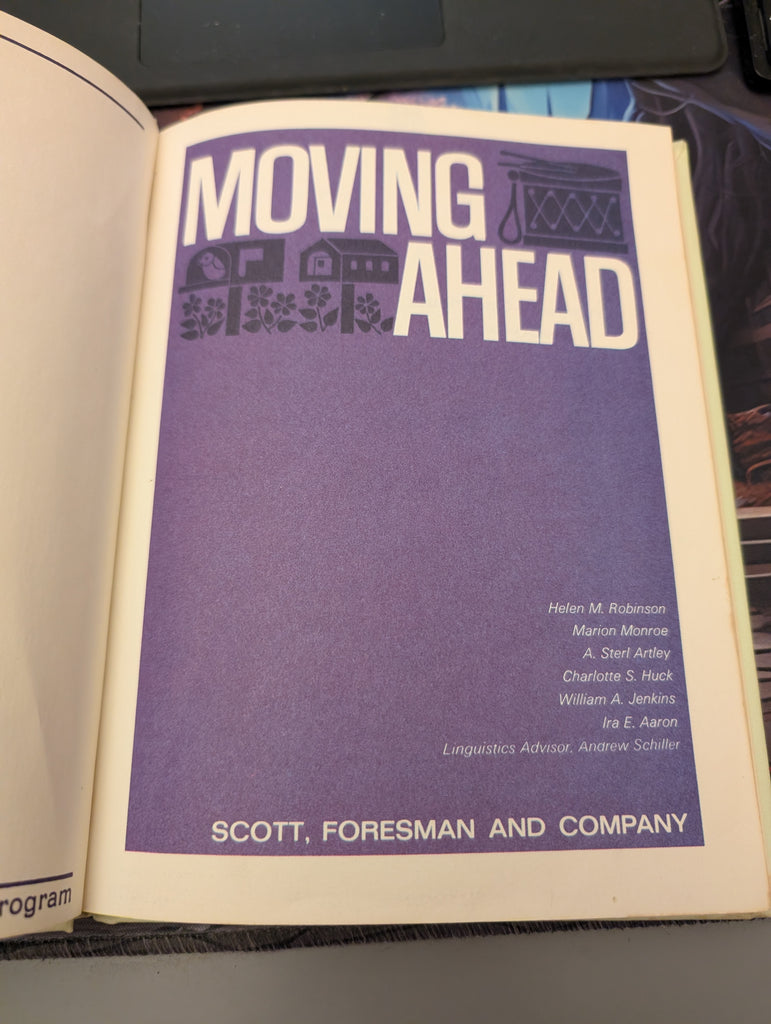 MOVING
AHEAD
Helen M. Robinson
Marion Monroe
A. Sterl Artley
Charlotte S. Huck
William A. Jenkins
Ira E. Aaron
Linguistics Advisor, Andrew Schiller
SCOTT, FORESMAN AND COMPANY
rogram